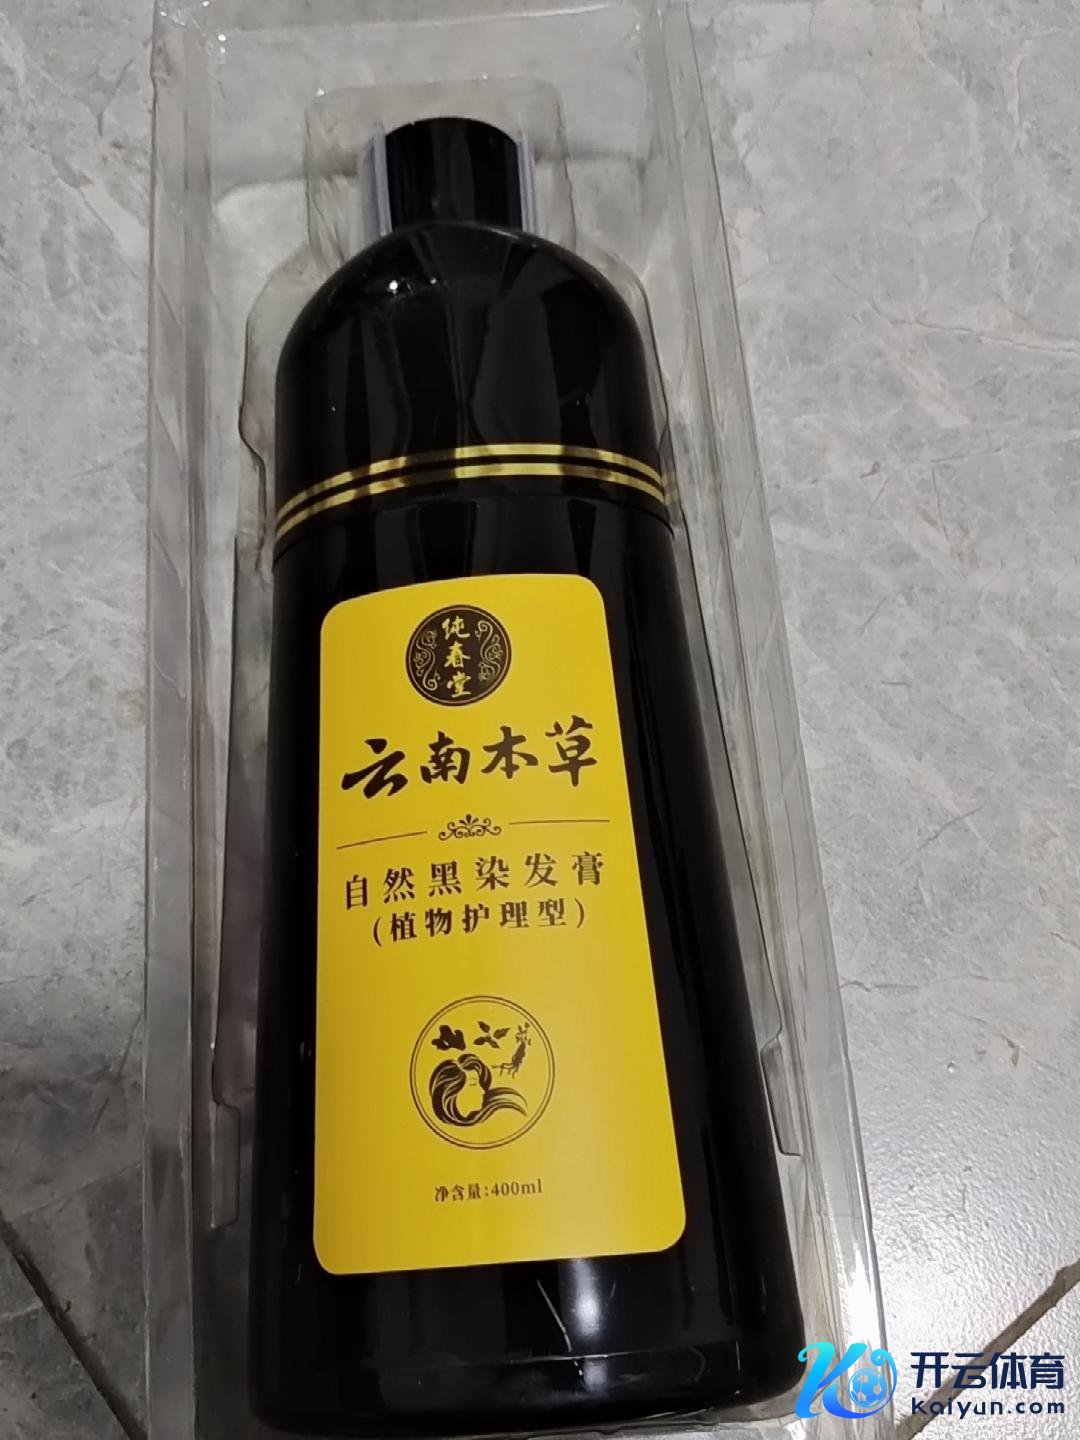 纯春堂
云南本草
自然黑染发膏
(植物护理型)
净含量:400ml
开云体育
kaiyun.com